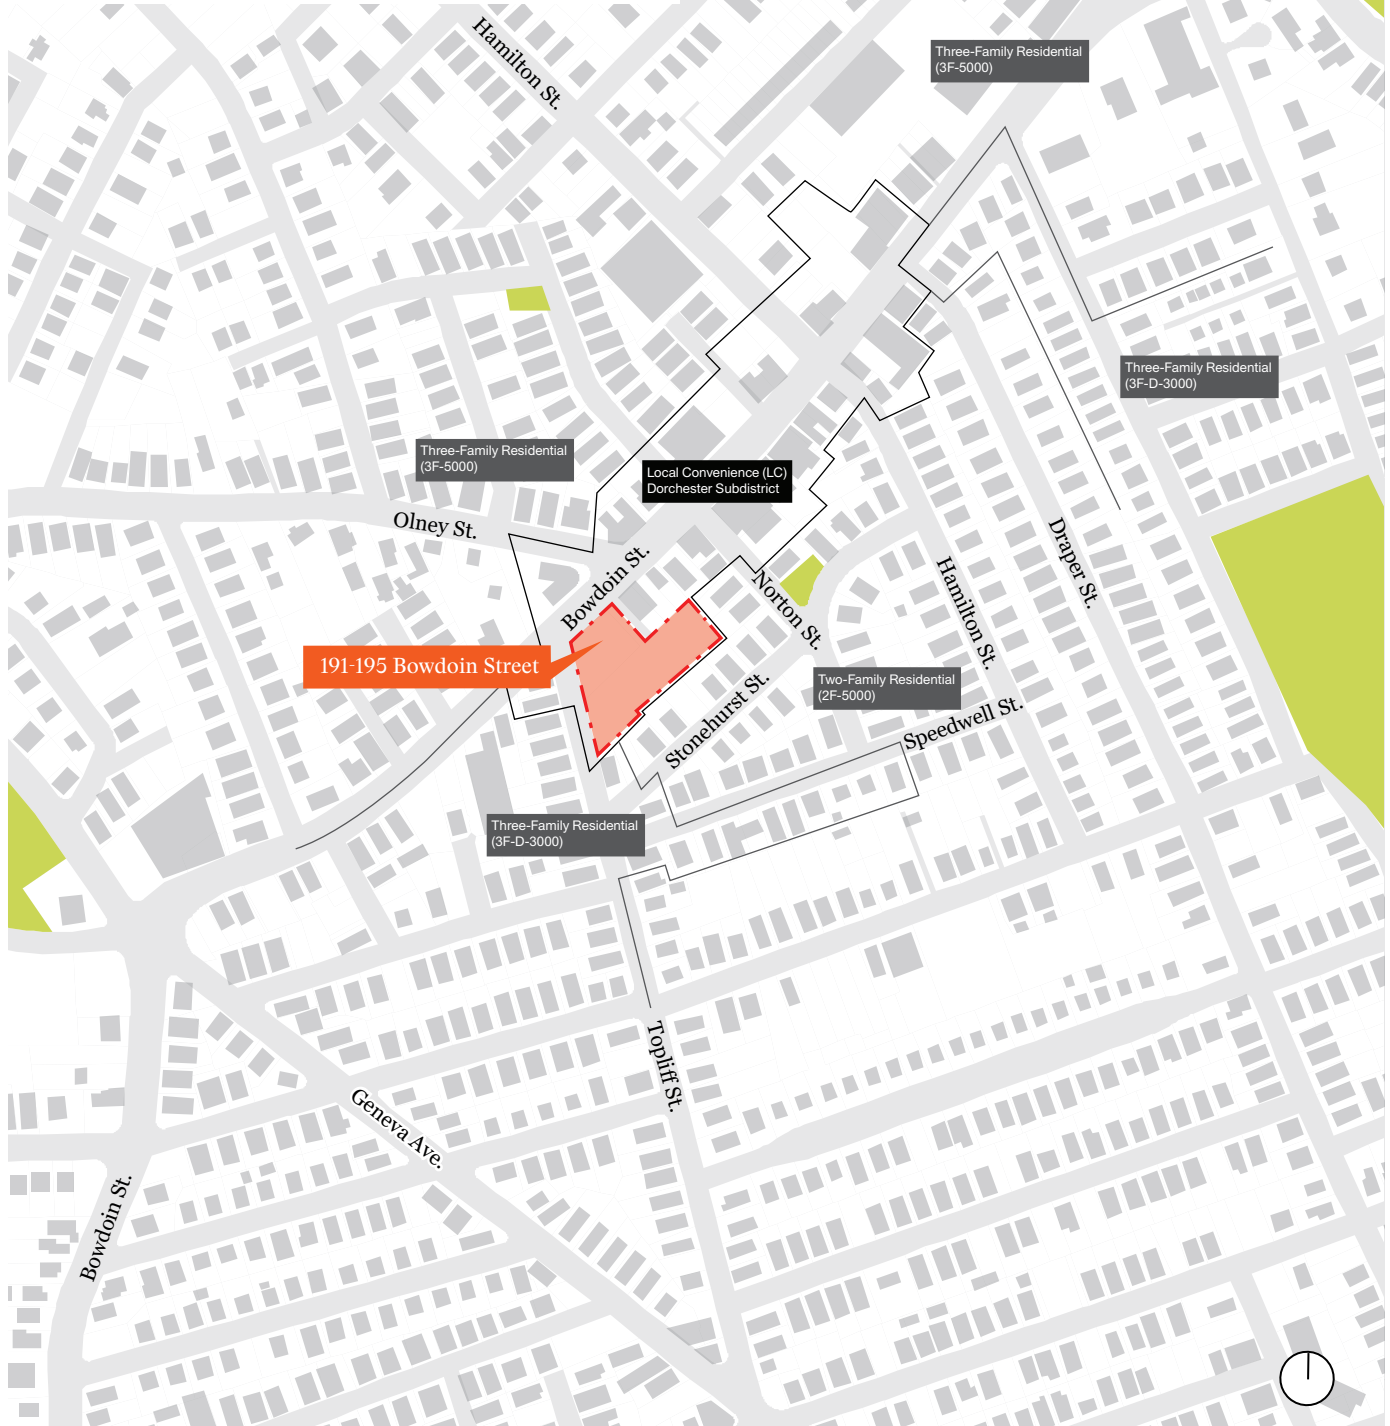 Hamilton St.
Three-Family Residential
(3F-5000)
Three-Family Residential
(3F-D-3000)
Three-Family Residential
(3F-5000)
Local Convenience (LC)
Dorchester Subdistrict
Olney St.
Bowdoin St.
Norton St.
Hamilton St.
Draper St.
191-195 Bowdoin Street
Two-Family Residential
(2F-5000)
Stonehurst St.
Speedwell St.
Three-Family Residential
(3F-D-3000)
Topliff St.
Geneva Ave.
Bowdoin St.